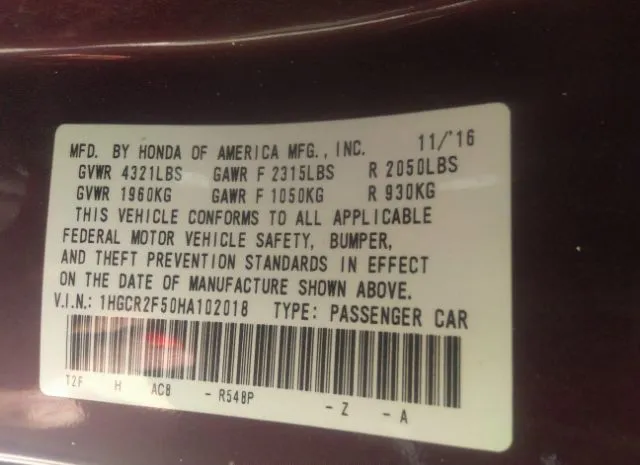 MFD. BY HONDA OF AMERICA MFG., INC. 11/'16
GVWR 4321LBS GAWR F 2315LBS R 2050LBS
GVWR 1960KG GAWR F 1050KG R 930KG
THIS VEHICLE CONFORMS TO ALL APPLICABLE
FEDERAL MOTOR VEHICLE SAFETY, BUMPER,
AND THEFT PREVENTION STANDARDS IN EFFECT
ON THE DATE OF MANUFACTURE SHOWN ABOVE.
V.I.N.: 1HGCR2F50HA102018 TYPE: PASSENGER CAR
T2F H AC8 - R548P - Z - A